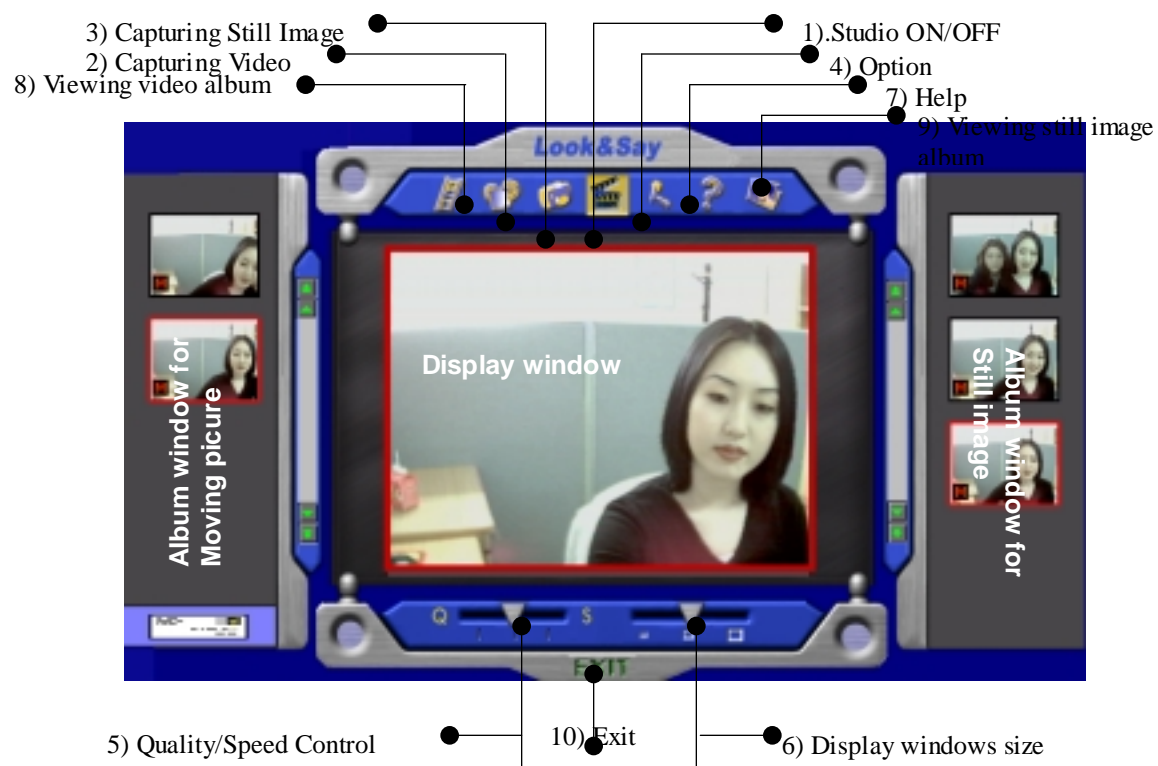 3) Capturing Still Image
1).Studio ON/OFF
2) Capturing Video
4) Option
8) Viewing video album
7) Help
9) Viewing still image
album
Look&Say
Display window
Album window for
Moving picure
Album window for
Still image
Q
S
EXIT
5) Quality/Speed Control
10) Exit
6) Display windows size